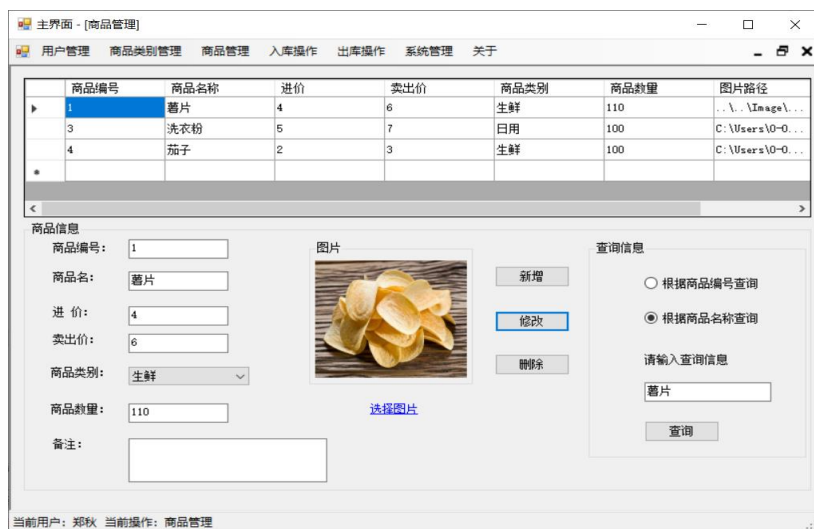 主界面 - [商品管理]
用户管理 商品类别管理 商品管理 入库操作 出库操作 系统管理 关于
商品编号 商品名称 进价 卖出价 商品类别 商品数量 图片路径
1 薯片 4 6 生鲜 110 ..\..\Image\...
3 洗衣粉 5 7 日用 100 C:\Users\0-0...
4 茄子 2 3 生鲜 100 C:\Users\0-0...
商品信息
商品编号： 1
商品名： 薯片
进 价： 4
卖出价： 6
商品类别： 生鲜
商品数量： 110
备注：
图片
选择图片
新增
修改
删除
查询信息
根据商品编号查询
根据商品名称查询
请输入查询信息
薯片
查询
当前用户：郑秋 当前操作：商品管理